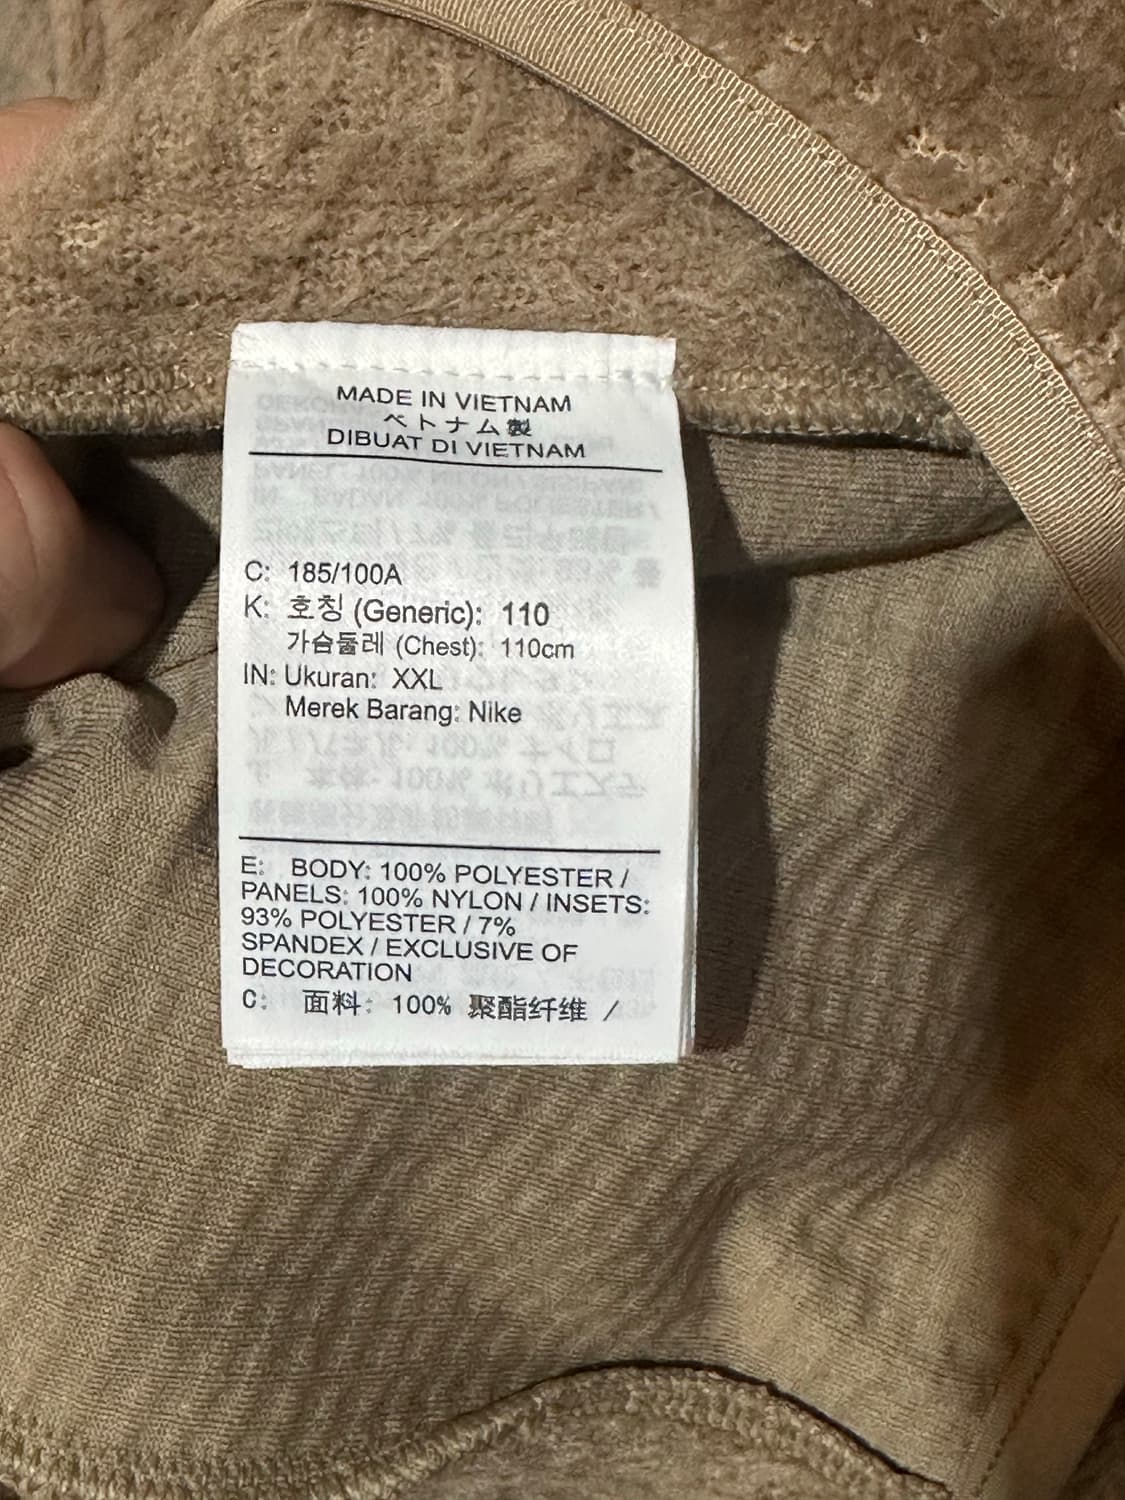 MADE IN VIETNAM
ベトナム製
DIBUAT DI VIETNAM
C: 185/100A
K: 호칭 (Generic): 110
가슴둘레 (Chest): 110cm
IN: Ukuran: XXL
Merek Barang: Nike
E: BODY: 100% POLYESTER /
PANELS: 100% NYLON / INSETS:
93% POLYESTER / 7%
SPANDEX / EXCLUSIVE OF
DECORATION
C: 面料: 100% 聚酯纤维 /